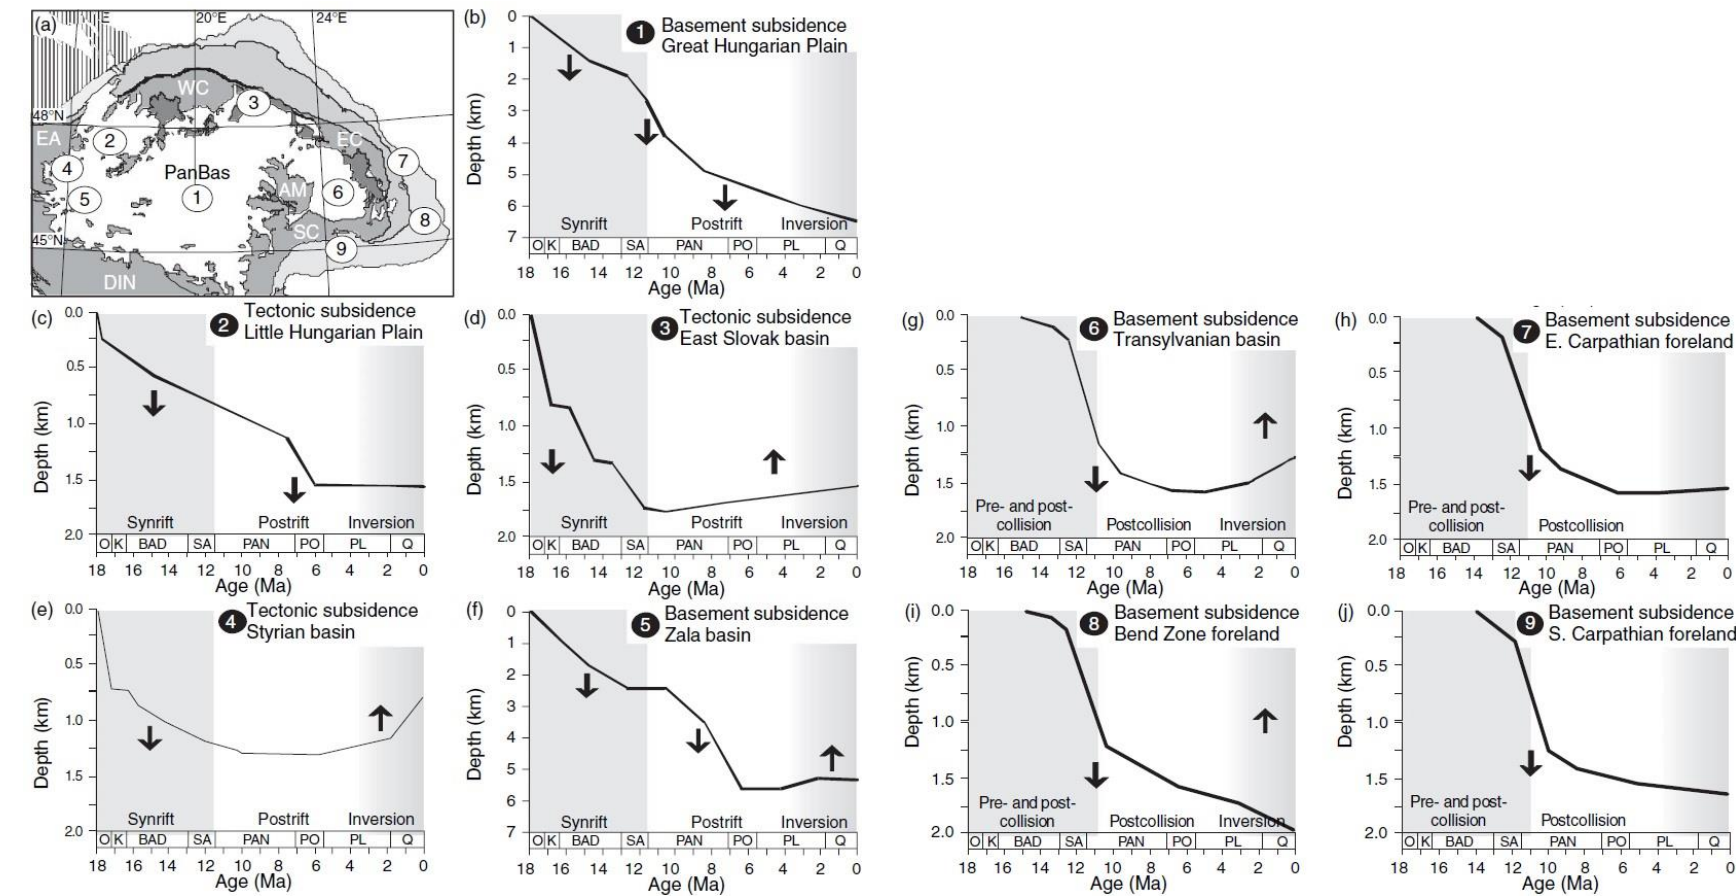 (a)
E
20°E
24°E
WC
3
48°N
EA
2
EC
7
4
PanBas
5
1
AM
6
8
SC
45°N
9
DIN
(b)
1 Basement subsidence
Great Hungarian Plain
Depth (km)
0
1
2
3
4
5
6
7
Synrift Postrift Inversion
O K BAD SA PAN PO PL Q
18 16 14 12 10 8 6 4 2 0
Age (Ma)
(c)
2 Tectonic subsidence
Little Hungarian Plain
Depth (km)
0.0
0.5
1.0
1.5
2.0
Synrift Postrift Inversion
O K BAD SA PAN PO PL Q
18 16 14 12 10 8 6 4 2 0
Age (Ma)
(d)
3 Tectonic subsidence
East Slovak basin
Depth (km)
0.0
0.5
1.0
1.5
2.0
Synrift Postrift Inversion
O K BAD SA PAN PO PL Q
18 16 14 12 10 8 6 4 2 0
Age (Ma)
(g)
6 Basement subsidence
Transylvanian basin
Depth (km)
0.0
0.5
1.0
1.5
2.0
Pre- and post-
collision Postcollision Inversion
O K BAD SA PAN PO PL Q
18 16 14 12 10 8 6 4 2 0
Age (Ma)
(h)
7 Basement subsidence
E. Carpathian foreland
Depth (km)
0.0
0.5
1.0
1.5
2.0
Pre- and post-
collision Postcollision
O K BAD SA PAN PO PL Q
18 16 14 12 10 8 6 4 2 0
Age (Ma)
(e)
4 Tectonic subsidence
Styrian basin
Depth (km)
0.0
0.5
1.0
1.5
2.0
Synrift Postrift Inversion
O K BAD SA PAN PO PL Q
18 16 14 12 10 8 6 4 2 0
Age (Ma)
(f)
5 Basement subsidence
Zala basin
Depth (km)
0
1
2
3
4
5
6
7
Synrift Postrift Inversion
O K BAD SA PAN PO PL Q
18 16 14 12 10 8 6 4 2 0
Age (Ma)
(i)
8 Basement subsidence
Bend Zone foreland
Depth (km)
0.0
0.5
1.0
1.5
2.0
Pre- and post-
collision Postcollision Inversion
O K BAD SA PAN PO PL Q
18 16 14 12 10 8 6 4 2 0
Age (Ma)
(j)
9 Basement subsidence
S. Carpathian foreland
Depth (km)
0.0
0.5
1.0
1.5
2.0
Pre- and post-
collision Postcollision
O K BAD SA PAN PO PL Q
18 16 14 12 10 8 6 4 2 0
Age (Ma)